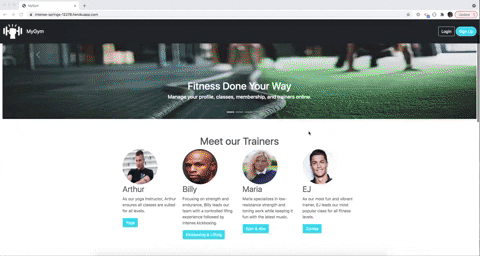 MyGym
intense-springs-15378.herokuapp.com
MyGym
Login
Sign Up
Fitness Done Your Way
Manage your profile, classes, membership, and trainers online.
Meet our Trainers
Arthur
As our yoga instructor, Arthur
ensures all classes are suited
for all levels.
Yoga
Billy
Focusing on strength and
endurance, Billy leads our
team with a controlled lifting
experience followed by
intense kickboxing
Kickboxing & Lifting
Maria
Maria specializes in low-
resistance strength and
toning work while keeping it
fun with the latest music.
Spin & Abs
EJ
As our most fun and vibrant
trainer, EJ leads our most
popular class for all fitness
levels.
Zumba